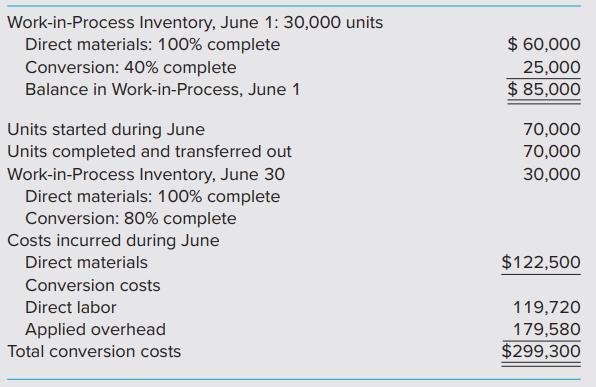 Work-in-Process Inventory, June 1: 30,000 units
Direct materials: 100% complete $ 60,000
Conversion: 40% complete 25,000
Balance in Work-in-Process, June 1 $ 85,000
Units started during June 70,000
Units completed and transferred out 70,000
Work-in-Process Inventory, June 30 30,000
Direct materials: 100% complete
Conversion: 80% complete
Costs incurred during June
Direct materials $122,500
Conversion costs
Direct labor 119,720
Applied overhead 179,580
Total conversion costs $299,300